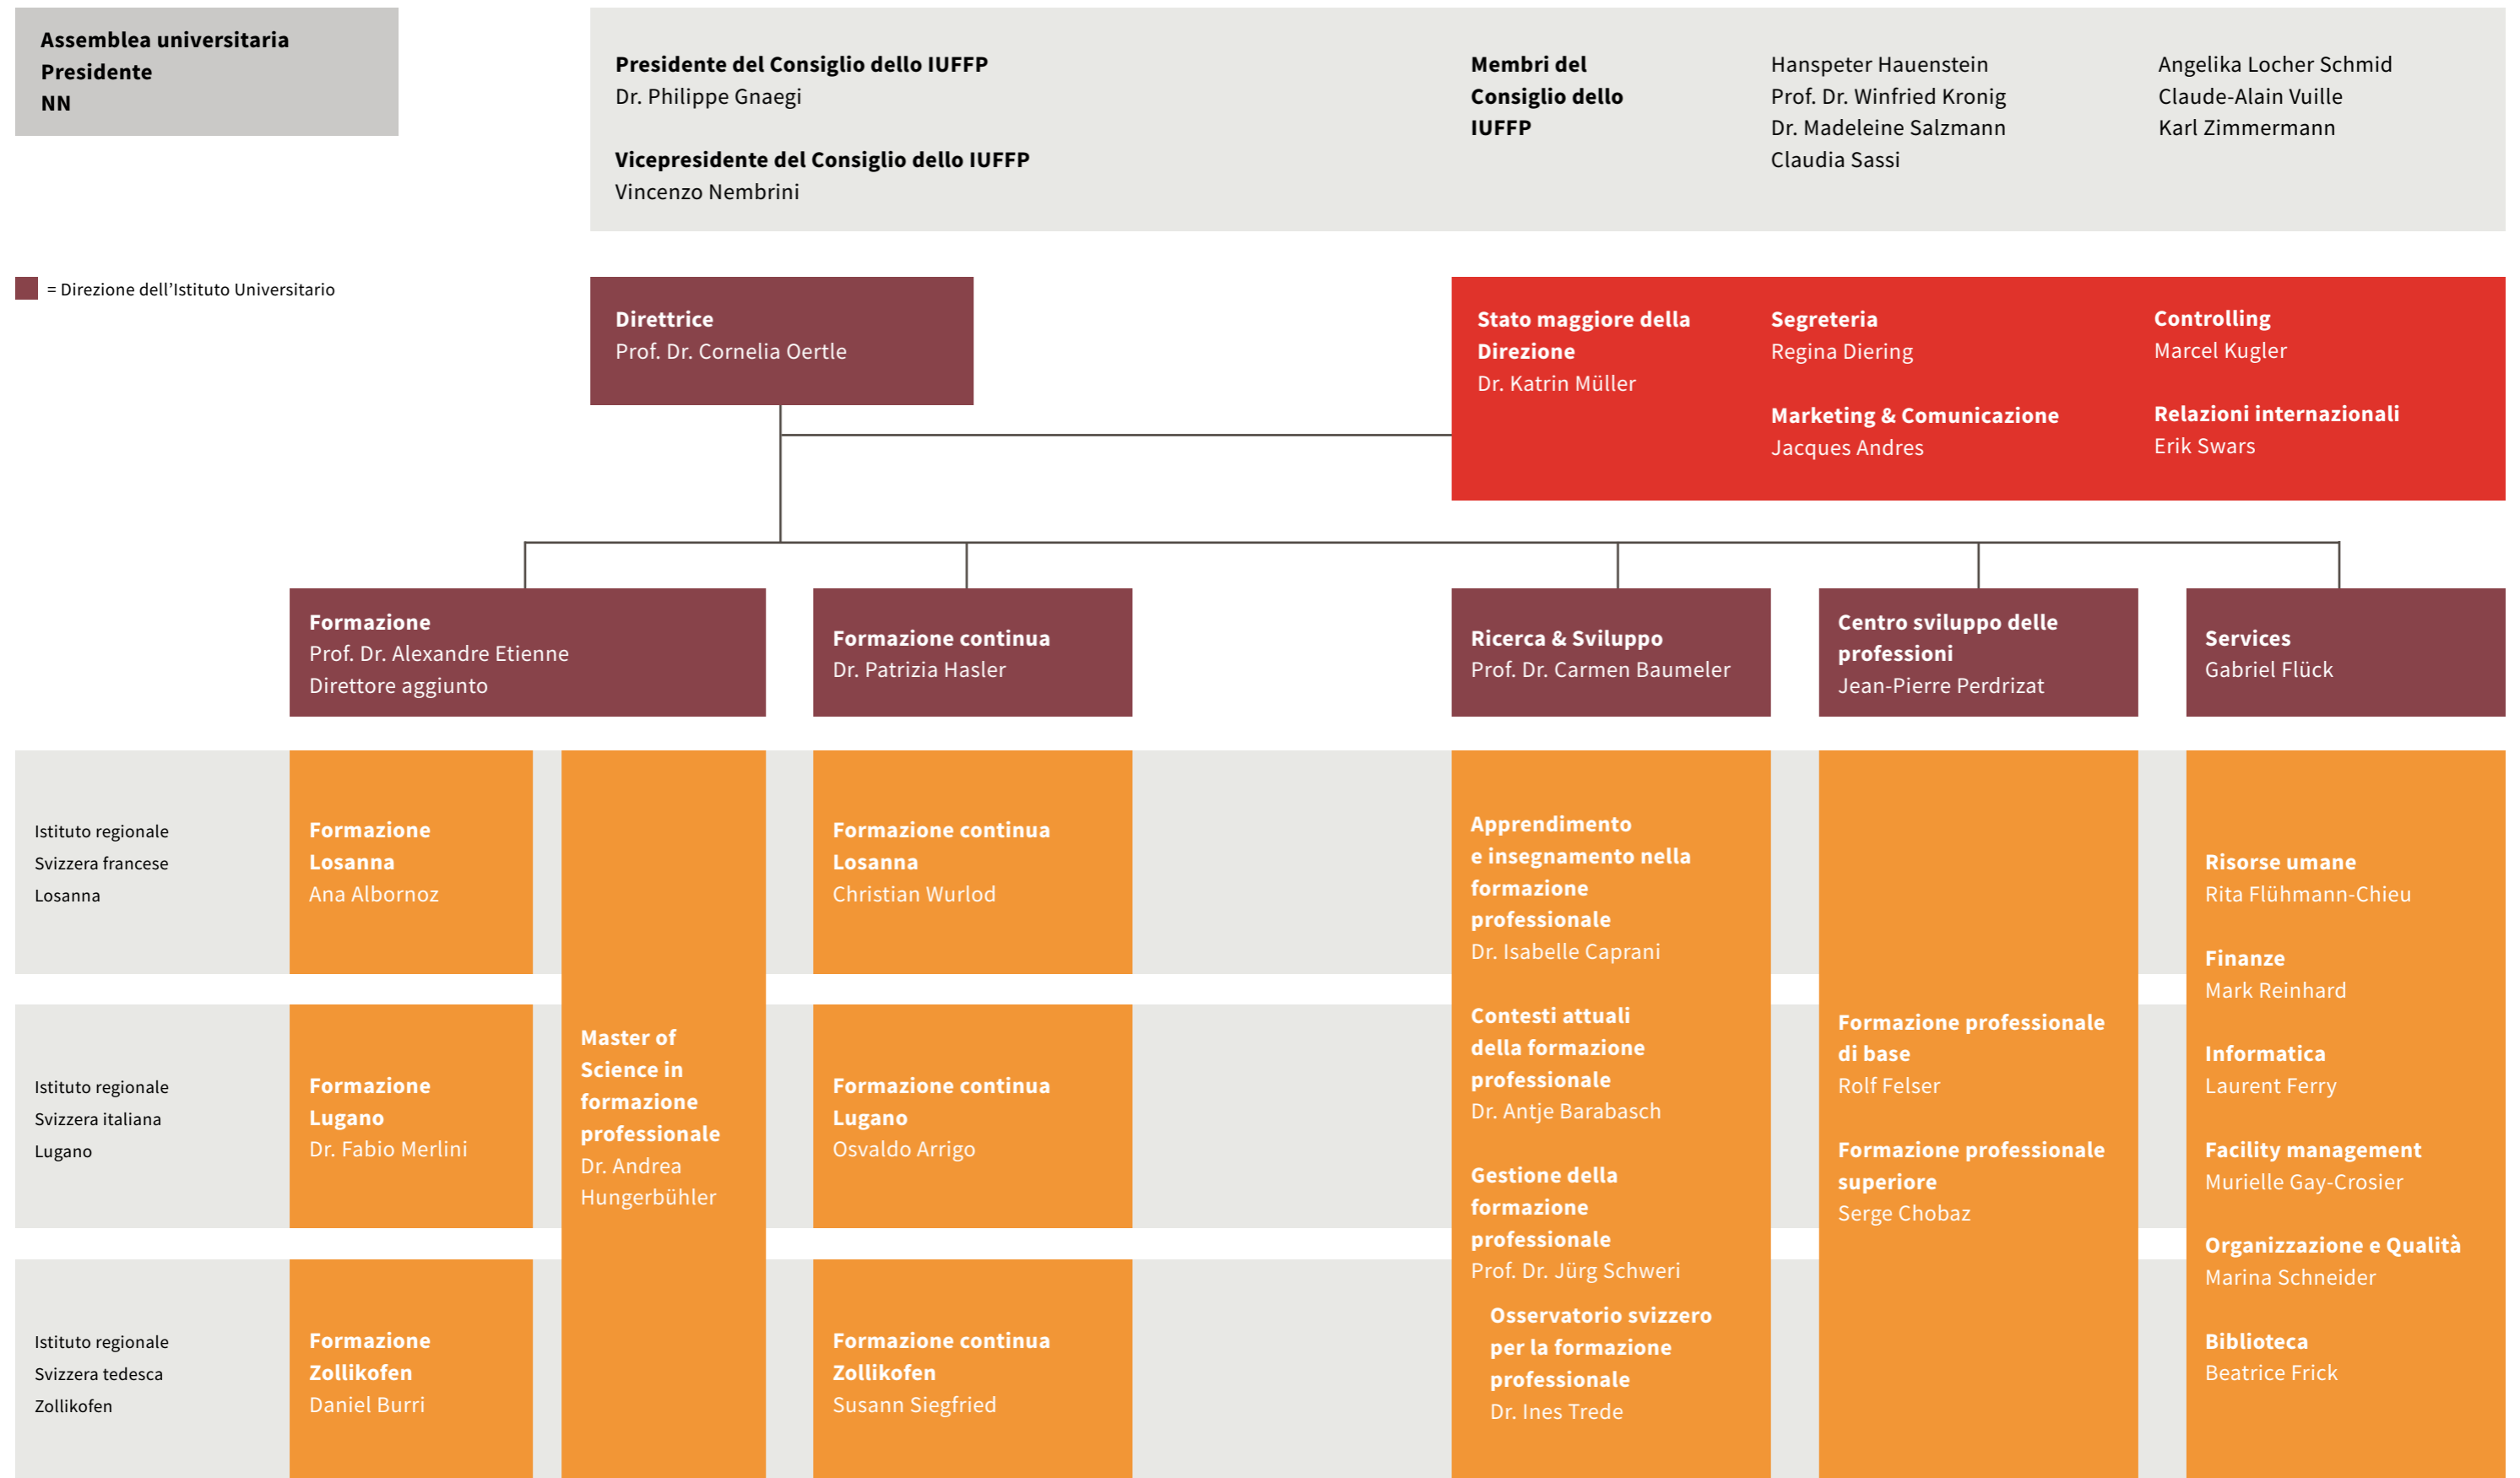 Assemblea universitaria
Presidente
NN
Presidente del Consiglio dello IUFFP
Dr. Philippe Gnaegi
Vicepresidente del Consiglio dello IUFFP
Vincenzo Nembrini
Membri del
Consiglio dello
IUFFP
Hanspeter Hauenstein
Prof. Dr. Winfried Kronig
Dr. Madeleine Salzmann
Claudia Sassi
Angelika Locher Schmid
Claude-Alain Vuille
Karl Zimmermann
= Direzione dell’Istituto Universitario
Direttrice
Prof. Dr. Cornelia Oertle
Stato maggiore della
Direzione
Dr. Katrin Müller
Segreteria
Regina Diering
Marketing & Comunicazione
Jacques Andres
Controlling
Marcel Kugler
Relazioni internazionali
Erik Swars
Formazione
Prof. Dr. Alexandre Etienne
Direttore aggiunto
Formazione continua
Dr. Patrizia Hasler
Ricerca & Sviluppo
Prof. Dr. Carmen Baumeler
Centro sviluppo delle
professioni
Jean-Pierre Perdrizat
Services
Gabriel Flück
Istituto regionale
Svizzera francese
Losanna
Formazione
Losanna
Ana Albornoz
Formazione continua
Losanna
Christian Wurlod
Istituto regionale
Svizzera italiana
Lugano
Formazione
Lugano
Dr. Fabio Merlini
Master of
Science in
formazione
professionale
Dr. Andrea
Hungerbühler
Formazione continua
Lugano
Osvaldo Arrigo
Istituto regionale
Svizzera tedesca
Zollikofen
Formazione
Zollikofen
Daniel Burri
Formazione continua
Zollikofen
Susann Siegfried
Apprendimento
e insegnamento nella
formazione
professionale
Dr. Isabelle Caprani
Contesti attuali
della formazione
professionale
Dr. Antje Barabasch
Gestione della
formazione
professionale
Prof. Dr. Jürg Schweri
Osservatorio svizzero
per la formazione
professionale
Dr. Ines Trede
Formazione professionale
di base
Rolf Felser
Formazione professionale
superiore
Serge Chobaz
Risorse umane
Rita Flühmann-Chieu
Finanze
Mark Reinhard
Informatica
Laurent Ferry
Facility management
Murielle Gay-Crosier
Organizzazione e Qualità
Marina Schneider
Biblioteca
Beatrice Frick